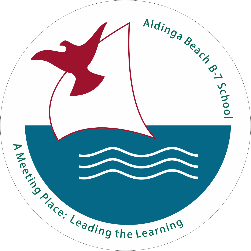 Aldinga Beach B-7 School
A Meeting Place: Leading the Learning